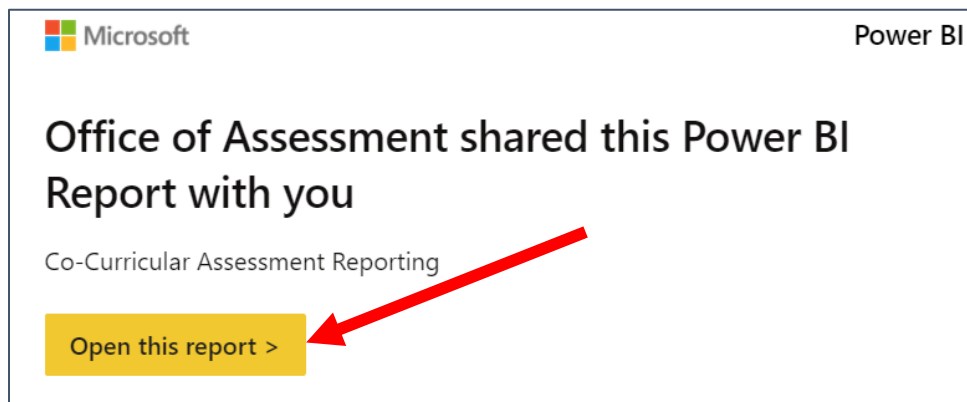 Microsoft Power BI
Office of Assessment shared this Power BI
Report with you
Co-Curricular Assessment Reporting
Open this report >